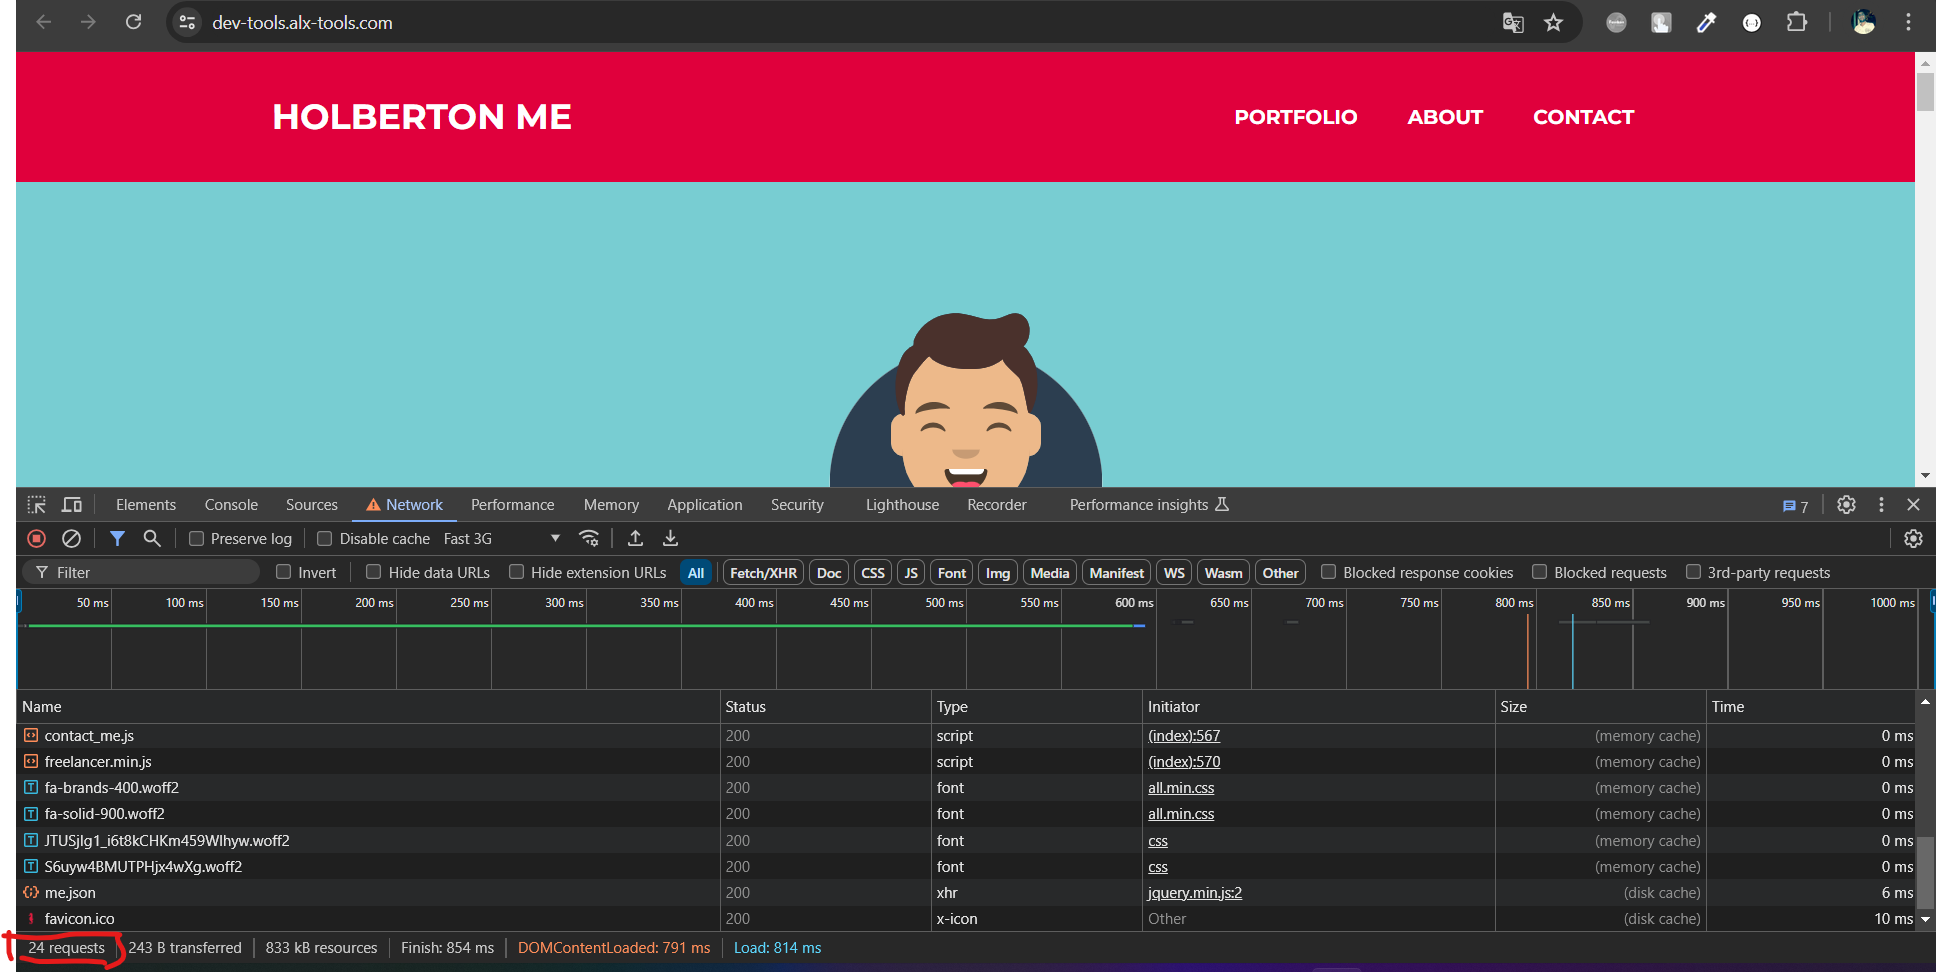 dev-tools.alx-tools.com
HOLBERTON ME PORTFOLIO ABOUT CONTACT
Elements Console Sources Network Performance Memory Application Security Lighthouse Recorder Performance insights 7
Preserve log Disable cache Fast 3G
Filter Invert Hide data URLs Hide extension URLs All Fetch/XHR Doc CSS JS Font Img Media Manifest WS Wasm Other Blocked response cookies Blocked requests 3rd-party requests
50 ms 100 ms 150 ms 200 ms 250 ms 300 ms 350 ms 400 ms 450 ms 500 ms 550 ms 600 ms 650 ms 700 ms 750 ms 800 ms 850 ms 900 ms 950 ms 1000 ms
Name Status Type Initiator Size Time
contact_me.js 200 script (index):567 (memory cache) 0 ms
freelancer.min.js 200 script (index):570 (memory cache) 0 ms
fa-brands-400.woff2 200 font all.min.css (memory cache) 0 ms
fa-solid-900.woff2 200 font all.min.css (memory cache) 0 ms
JTUSjIg1_i6t8kCHKm459Wlhyw.woff2 200 font css (memory cache) 0 ms
S6uyw4BMUTPHjx4wXg.woff2 200 font css (memory cache) 0 ms
me.json 200 xhr jquery.min.js:2 (disk cache) 6 ms
favicon.ico 200 x-icon Other (disk cache) 10 ms
24 requests 243 B transferred 833 kB resources Finish: 854 ms DOMContentLoaded: 791 ms Load: 814 ms